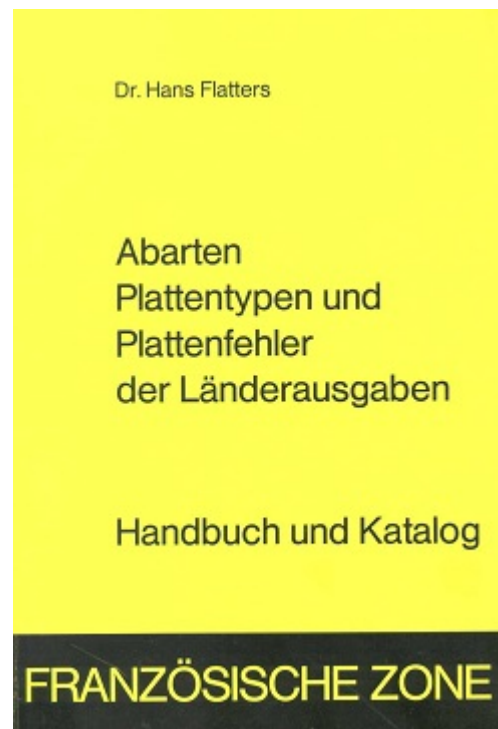 Dr. Hans Flatters
Abarten
Plattentypen und
Plattenfehler
der Länderausgaben
Handbuch und Katalog
FRANZÖSISCHE ZONE